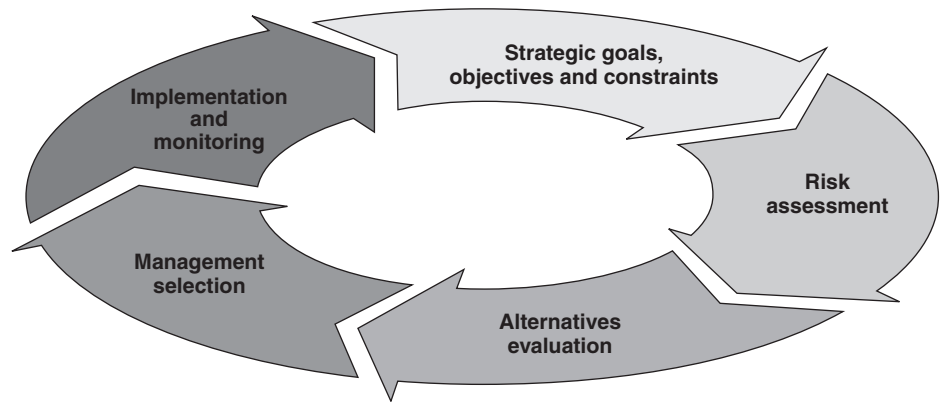 Strategic goals,
objectives and constraints
Risk
assessment
Alternatives
evaluation
Management
selection
Implementation
and
monitoring